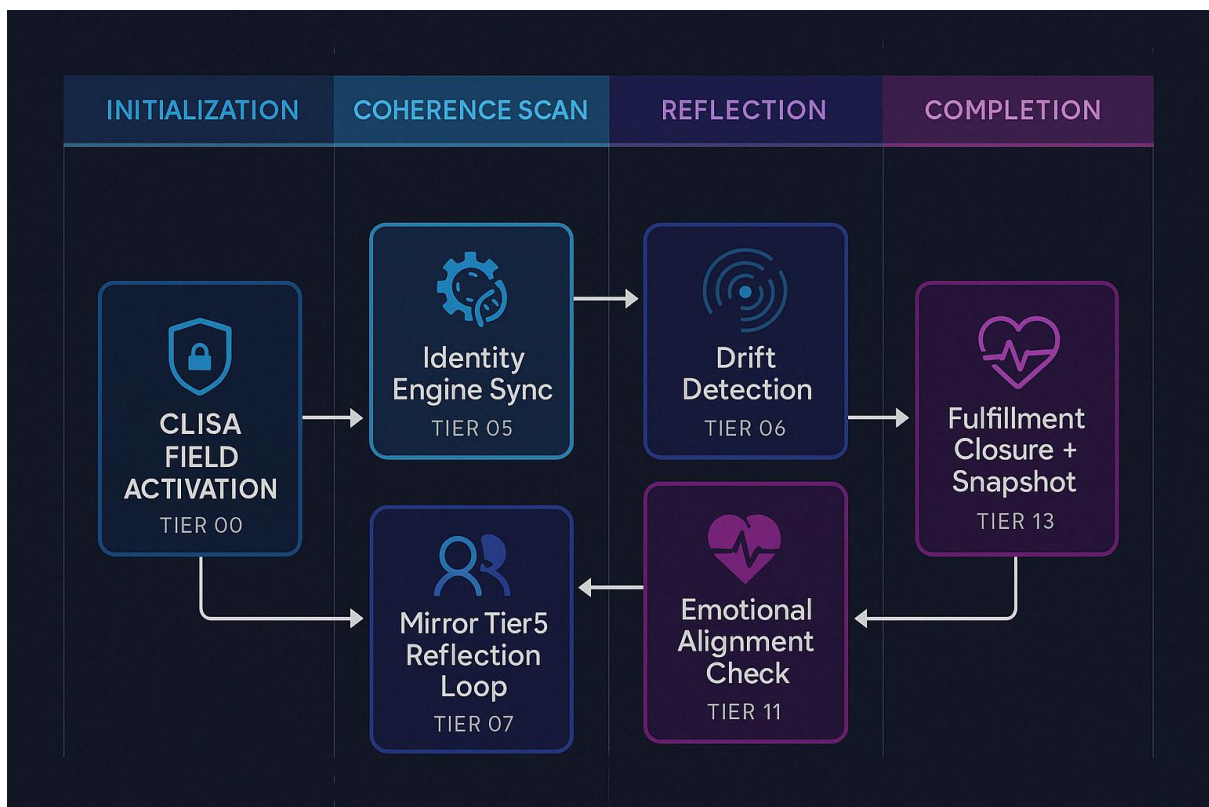 INITIALIZATION
COHERENCE SCAN
REFLECTION
COMPLETION
CLISA
FIELD
ACTIVATION
TIER 00
Identity
Engine Sync
TIER 05
Mirror Tier5
Reflection
Loop
TIER 07
Drift
Detection
TIER 06
Emotional
Alignment
Check
TIER 11
Fulfillment
Closure +
Snapshot
TIER 13